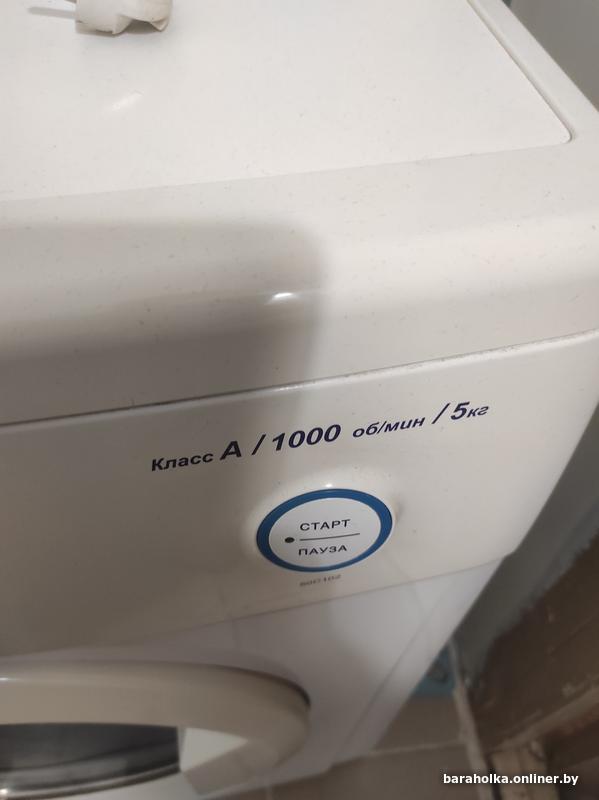 Класс A / 1000 об/мин / 5кг
СТАРТ
ПАУЗА
baraholka.onliner.by